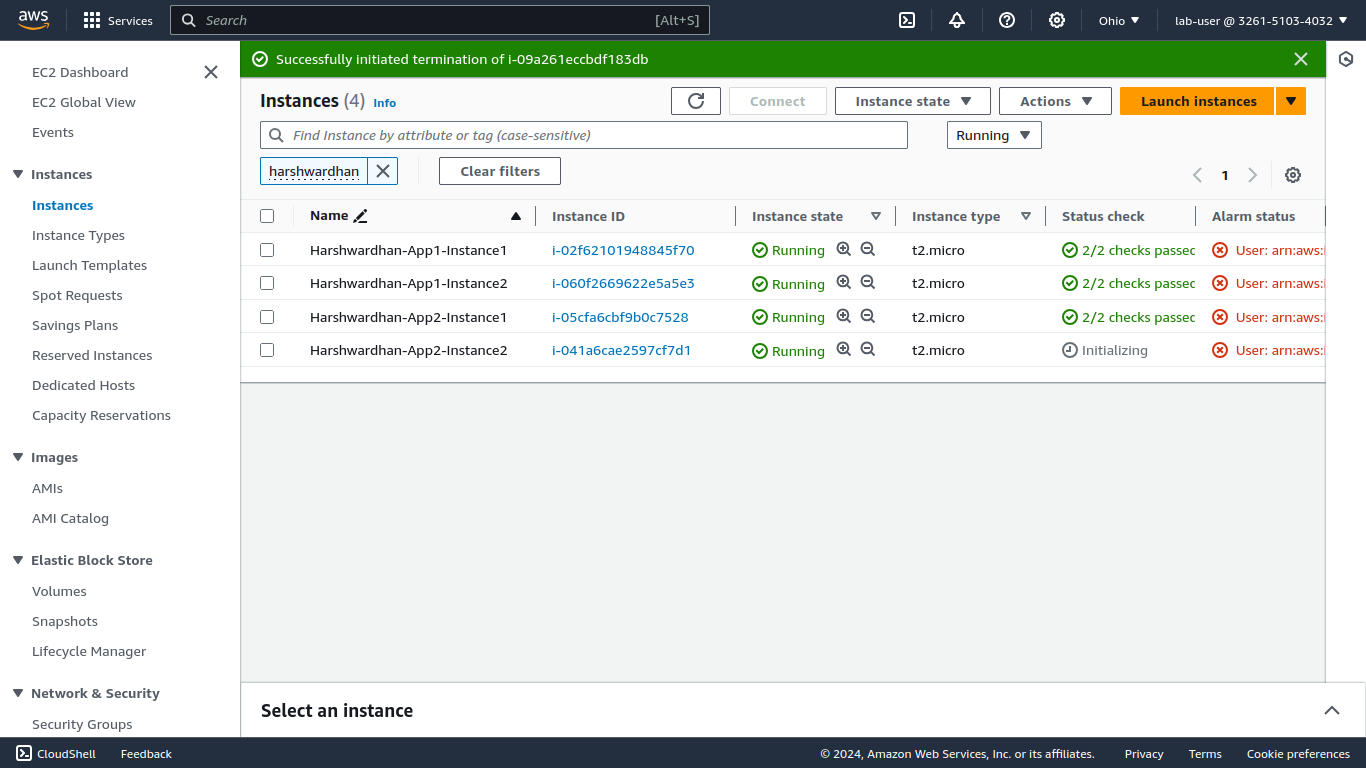 aws Services Search [Alt+S] Ohio lab-user @ 3261-5103-4032
EC2 Dashboard
EC2 Global View
Events
Instances
Instances
Instance Types
Launch Templates
Spot Requests
Savings Plans
Reserved Instances
Dedicated Hosts
Capacity Reservations
Images
AMIs
AMI Catalog
Elastic Block Store
Volumes
Snapshots
Lifecycle Manager
Network & Security
Security Groups
Successfully initiated termination of i-09a261eccbdf183db
Instances (4) Info Connect Instance state Actions Launch instances
Find Instance by attribute or tag (case-sensitive) Running
harshwardhan Clear filters 1
Name Instance ID Instance state Instance type Status check Alarm status
Harshwardhan-App1-Instance1 i-02f62101948845f70 Running t2.micro 2/2 checks passed User: arn:aws:i
Harshwardhan-App1-Instance2 i-060f2669622e5a5e3 Running t2.micro 2/2 checks passed User: arn:aws:i
Harshwardhan-App2-Instance1 i-05cfa6cbf9b0c7528 Running t2.micro 2/2 checks passed User: arn:aws:i
Harshwardhan-App2-Instance2 i-041a6cae2597cf7d1 Running t2.micro Initializing User: arn:aws:i
Select an instance
CloudShell Feedback © 2024, Amazon Web Services, Inc. or its affiliates. Privacy Terms Cookie preferences